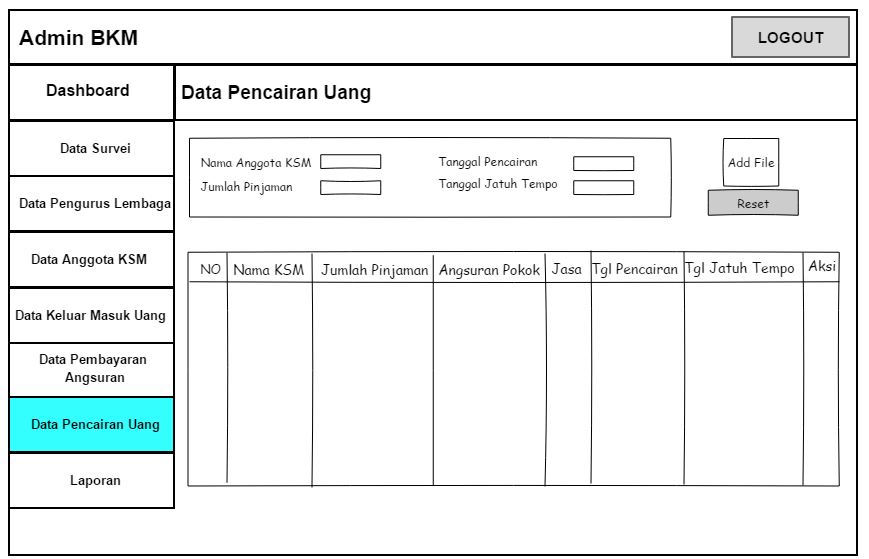 Admin BKM
LOGOUT
Dashboard
Data Pencairan Uang
Data Survei
Data Pengurus Lembaga
Data Anggota KSM
Data Keluar Masuk Uang
Data Pembayaran
Angsuran
Data Pencairan Uang
Laporan
Nama Anggota KSM
Tanggal Pencairan
Jumlah Pinjaman
Tanggal Jatuh Tempo
Add File
Reset
NO Nama KSM Jumlah Pinjaman Angsuran Pokok Jasa Tgl Pencairan Tgl Jatuh Tempo Aksi